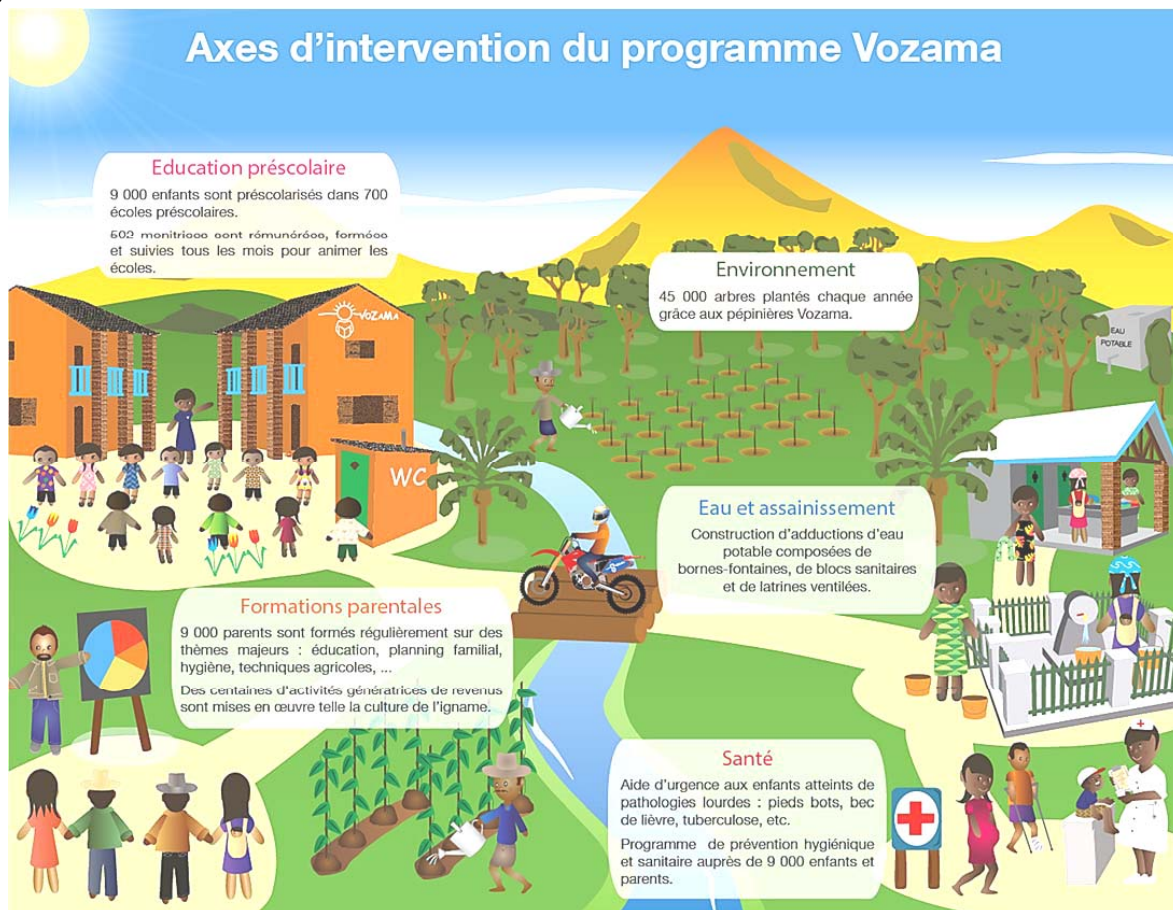 Axes d'intervention du programme Vozama
Education préscolaire
9 000 enfants sont préscolarisés dans 700
écoles préscolaires.
602 monitrices sont rémunérées, formées
et suivies tous les mois pour animer les
écoles.
Environnement
45 000 arbres plantés chaque année
grâce aux pépinières Vozama.
EAU
POTABLE
VOZAMA
WC
Eau et assainissement
Construction d'adductions d'eau
potable composées de
bornes-fontaines, de blocs sanitaires
et de latrines ventilées.
Formations parentales
9 000 parents sont formés régulièrement sur des
thèmes majeurs : éducation, planning familial,
hygiène, techniques agricoles, ...
Des centaines d'activités génératrices de revenus
sont mises en œuvre telle la culture de l'igname.
Santé
Aide d'urgence aux enfants atteints de
pathologies lourdes : pieds bots, bec
de lièvre, tuberculose, etc.
Programme de prévention hygiénique
et sanitaire auprès de 9 000 enfants et
parents.